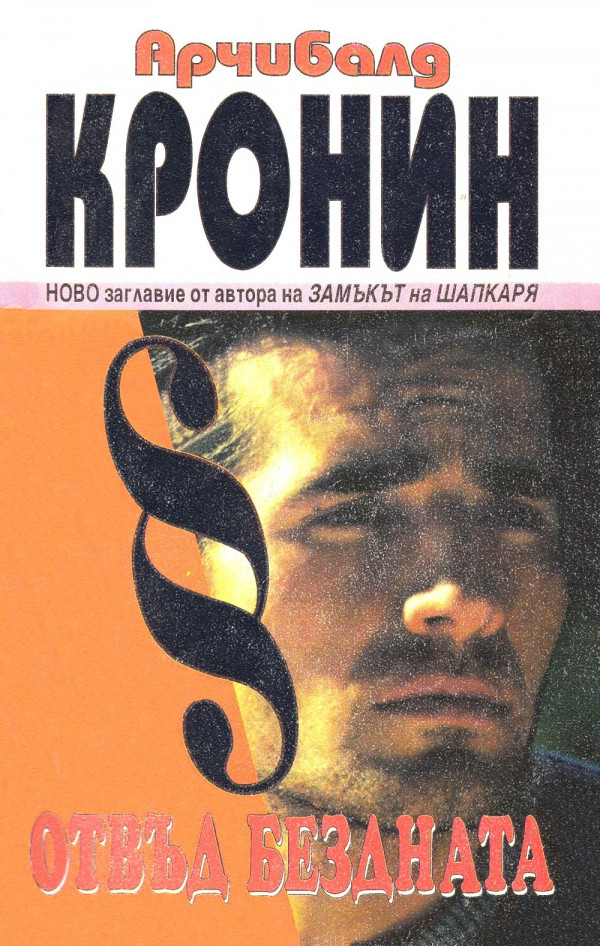 Арчибалд
КРОНИН
НОВО заглавие от автора на ЗАМЪКЪТ на ШАПКАРЯ
§
ОТВЪД БЕЗДНАТА